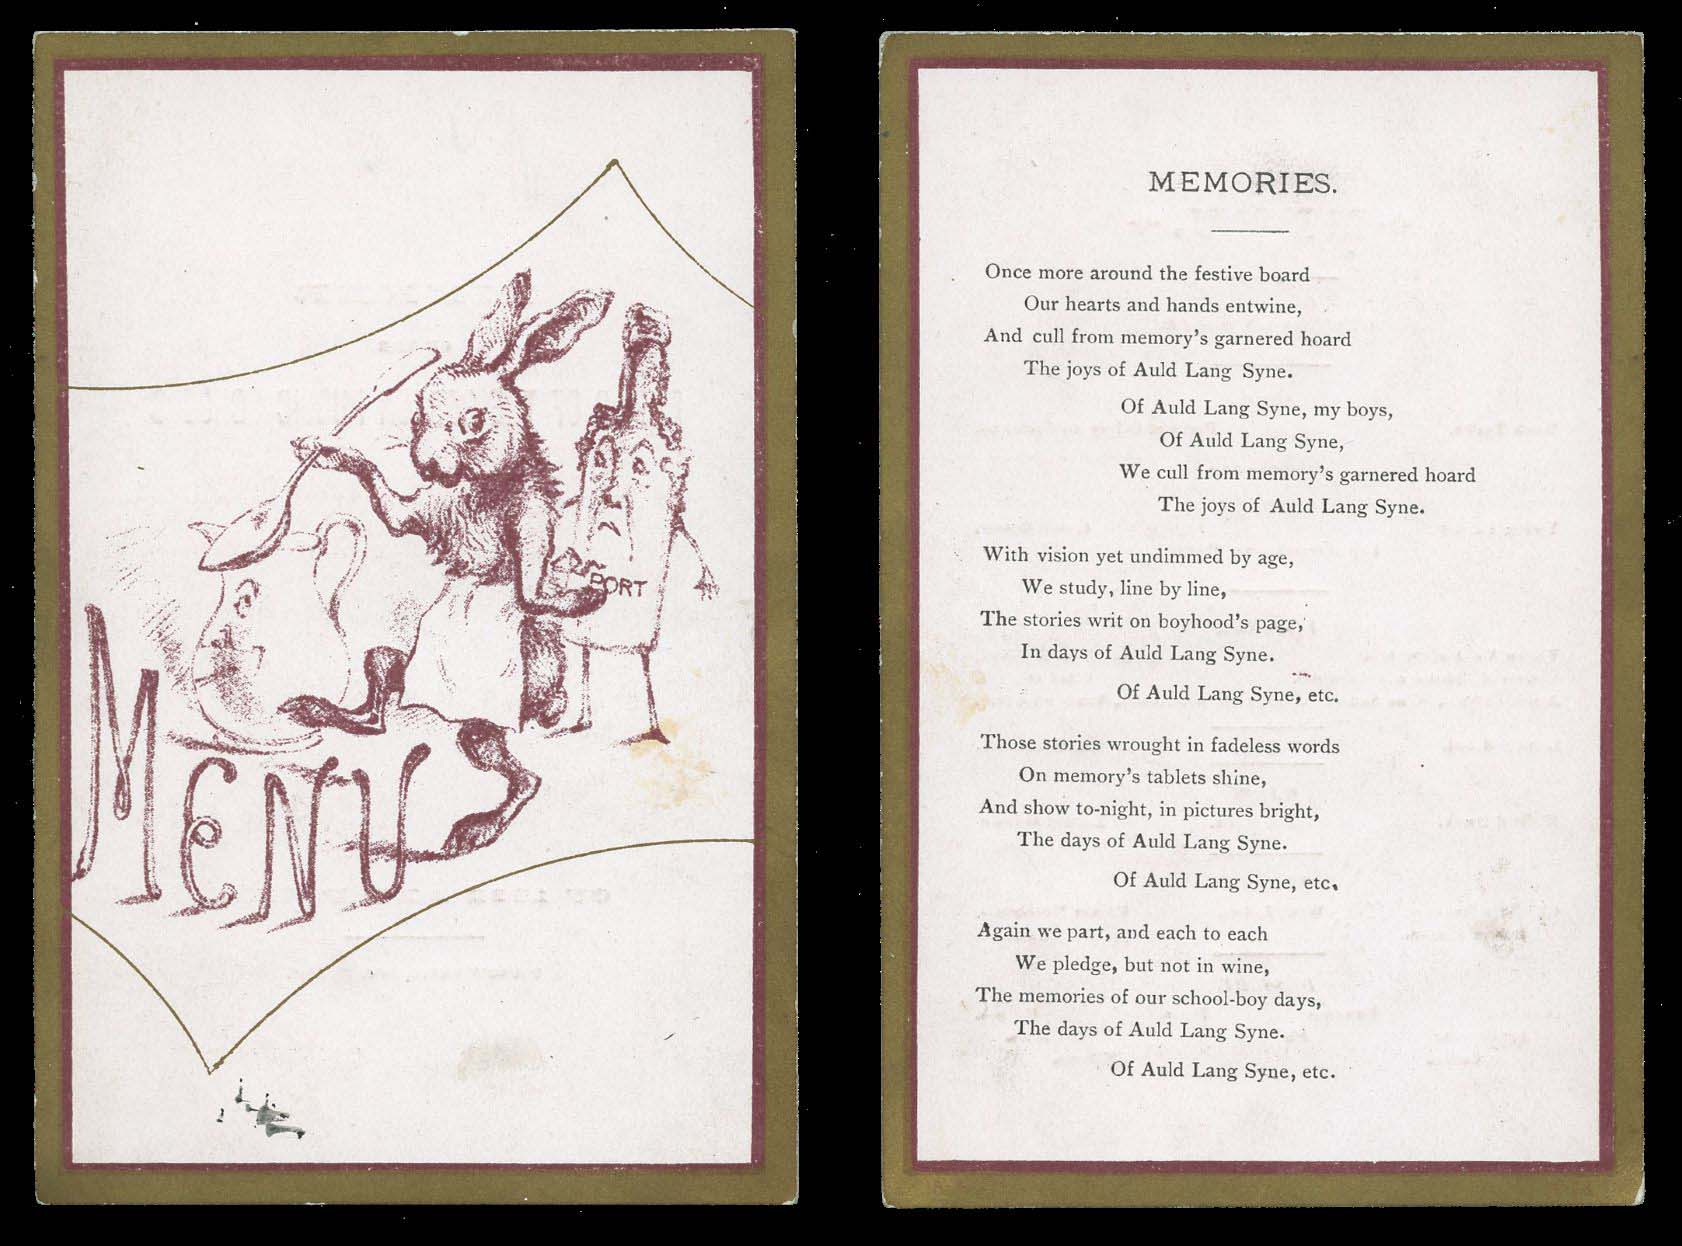 PORT
MENU
MEMORIES.
Once more around the festive board
Our hearts and hands entwine,
And cull from memory's garnered hoard
The joys of Auld Lang Syne.
Of Auld Lang Syne, my boys,
Of Auld Lang Syne,
We cull from memory's garnered hoard
The joys of Auld Lang Syne.
With vision yet undimmed by age,
We study, line by line,
The stories writ on boyhood's page,
In days of Auld Lang Syne.
Of Auld Lang Syne, etc.
Those stories wrought in fadeless words
On memory's tablets shine,
And show to-night, in pictures bright,
The days of Auld Lang Syne.
Of Auld Lang Syne, etc.
Again we part, and each to each
We pledge, but not in wine,
The memories of our school-boy days,
The days of Auld Lang Syne.
Of Auld Lang Syne, etc.